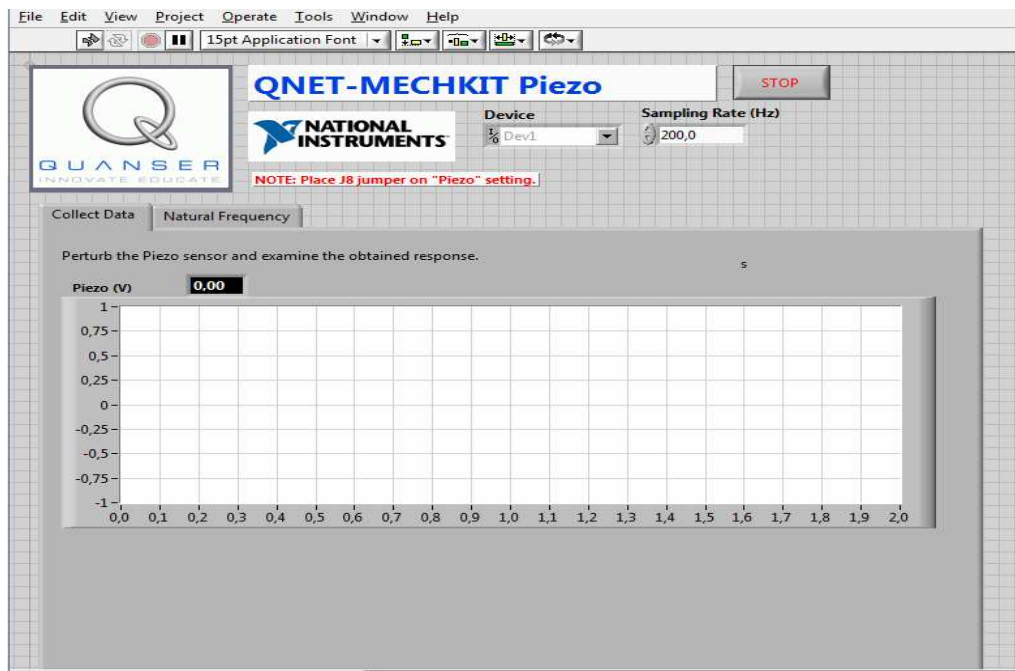 File Edit View Project Operate Tools Window Help
15pt Application Font
QNET-MECHKIT Piezo
STOP
Device
Sampling Rate (Hz)
NATIONAL
INSTRUMENTS
Dev1
200,0
QUANSER
INNOVATE EDUCATE
NOTE: Place J8 jumper on "Piezo" setting.
Collect Data Natural Frequency
Perturb the Piezo sensor and examine the obtained response.
s
Piezo (V) 0,00
1
0,75
0,5
0,25
0
-0,25
-0,5
-0,75
-1
0,0 0,1 0,2 0,3 0,4 0,5 0,6 0,7 0,8 0,9 1,0 1,1 1,2 1,3 1,4 1,5 1,6 1,7 1,8 1,9 2,0